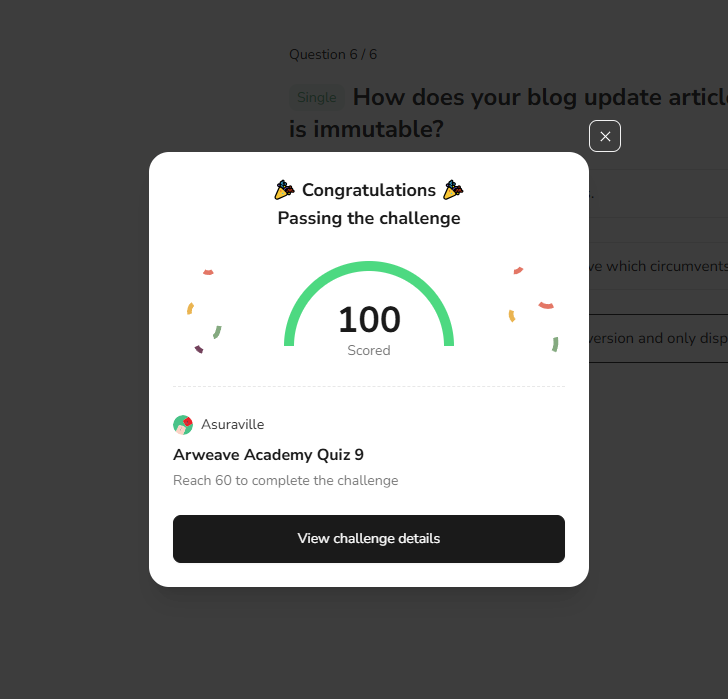 Question 6 / 6
Single How does your blog update articl
is immutable?
s.
Congratulations
Passing the challenge
ve which circumvents
100
version and only disp
Scored
Asuraville
Arweave Academy Quiz 9
Reach 60 to complete the challenge
View challenge details